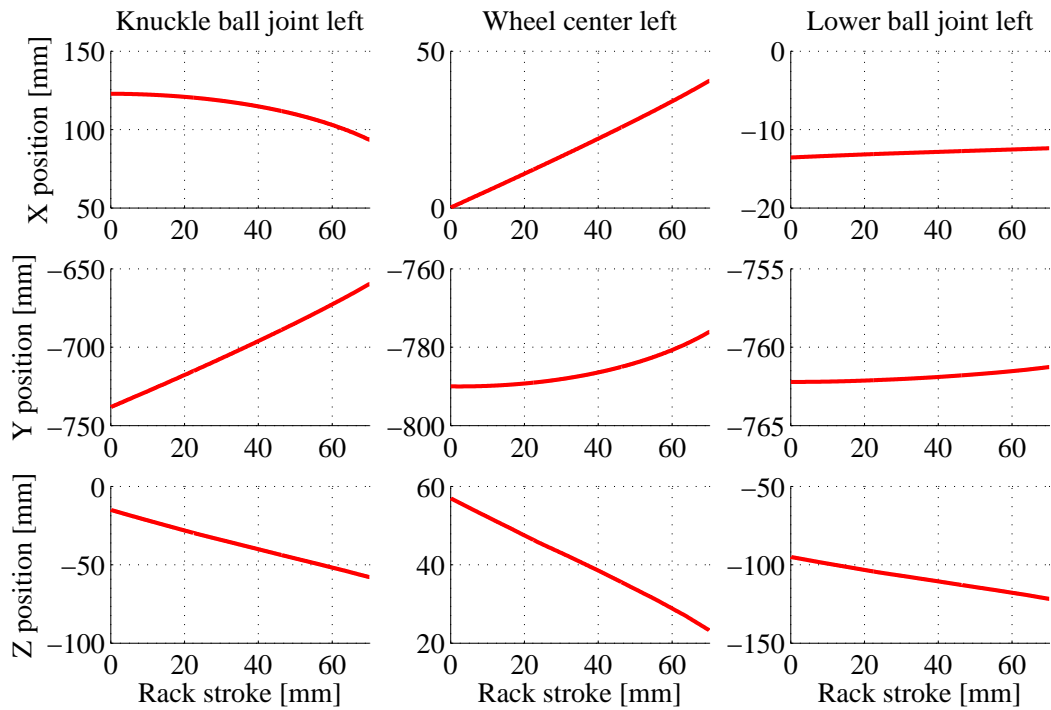 Knuckle ball joint left
Wheel center left
Lower ball joint left
X position [mm]
150
100
50
0 20 40 60
50
0
0 20 40 60
0
−10
−20
0 20 40 60
Y position [mm]
−650
−700
−750
0 20 40 60
−760
−780
−800
0 20 40 60
−755
−760
−765
0 20 40 60
Z position [mm]
0
−50
−100
0 20 40 60
Rack stroke [mm]
60
40
20
0 20 40 60
Rack stroke [mm]
−50
−100
−150
0 20 40 60
Rack stroke [mm]